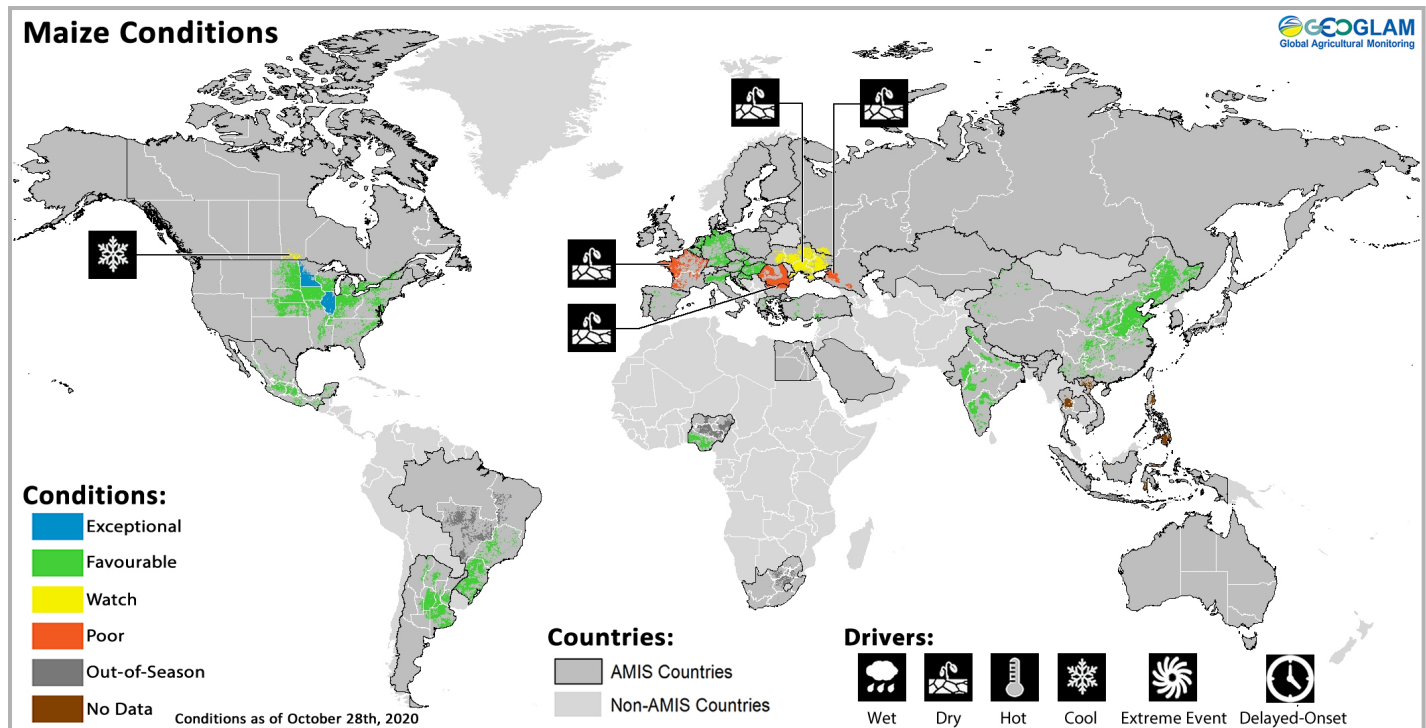 Maize Conditions
GEOGLAM
Global Agricultural Monitoring
Conditions:
Exceptional
Favourable
Watch
Poor
Out-of-Season
No Data
Conditions as of October 28th, 2020
Countries:
AMIS Countries
Non-AMIS Countries
Drivers:
Wet Dry Hot Cool Extreme Event Delayed-Onset